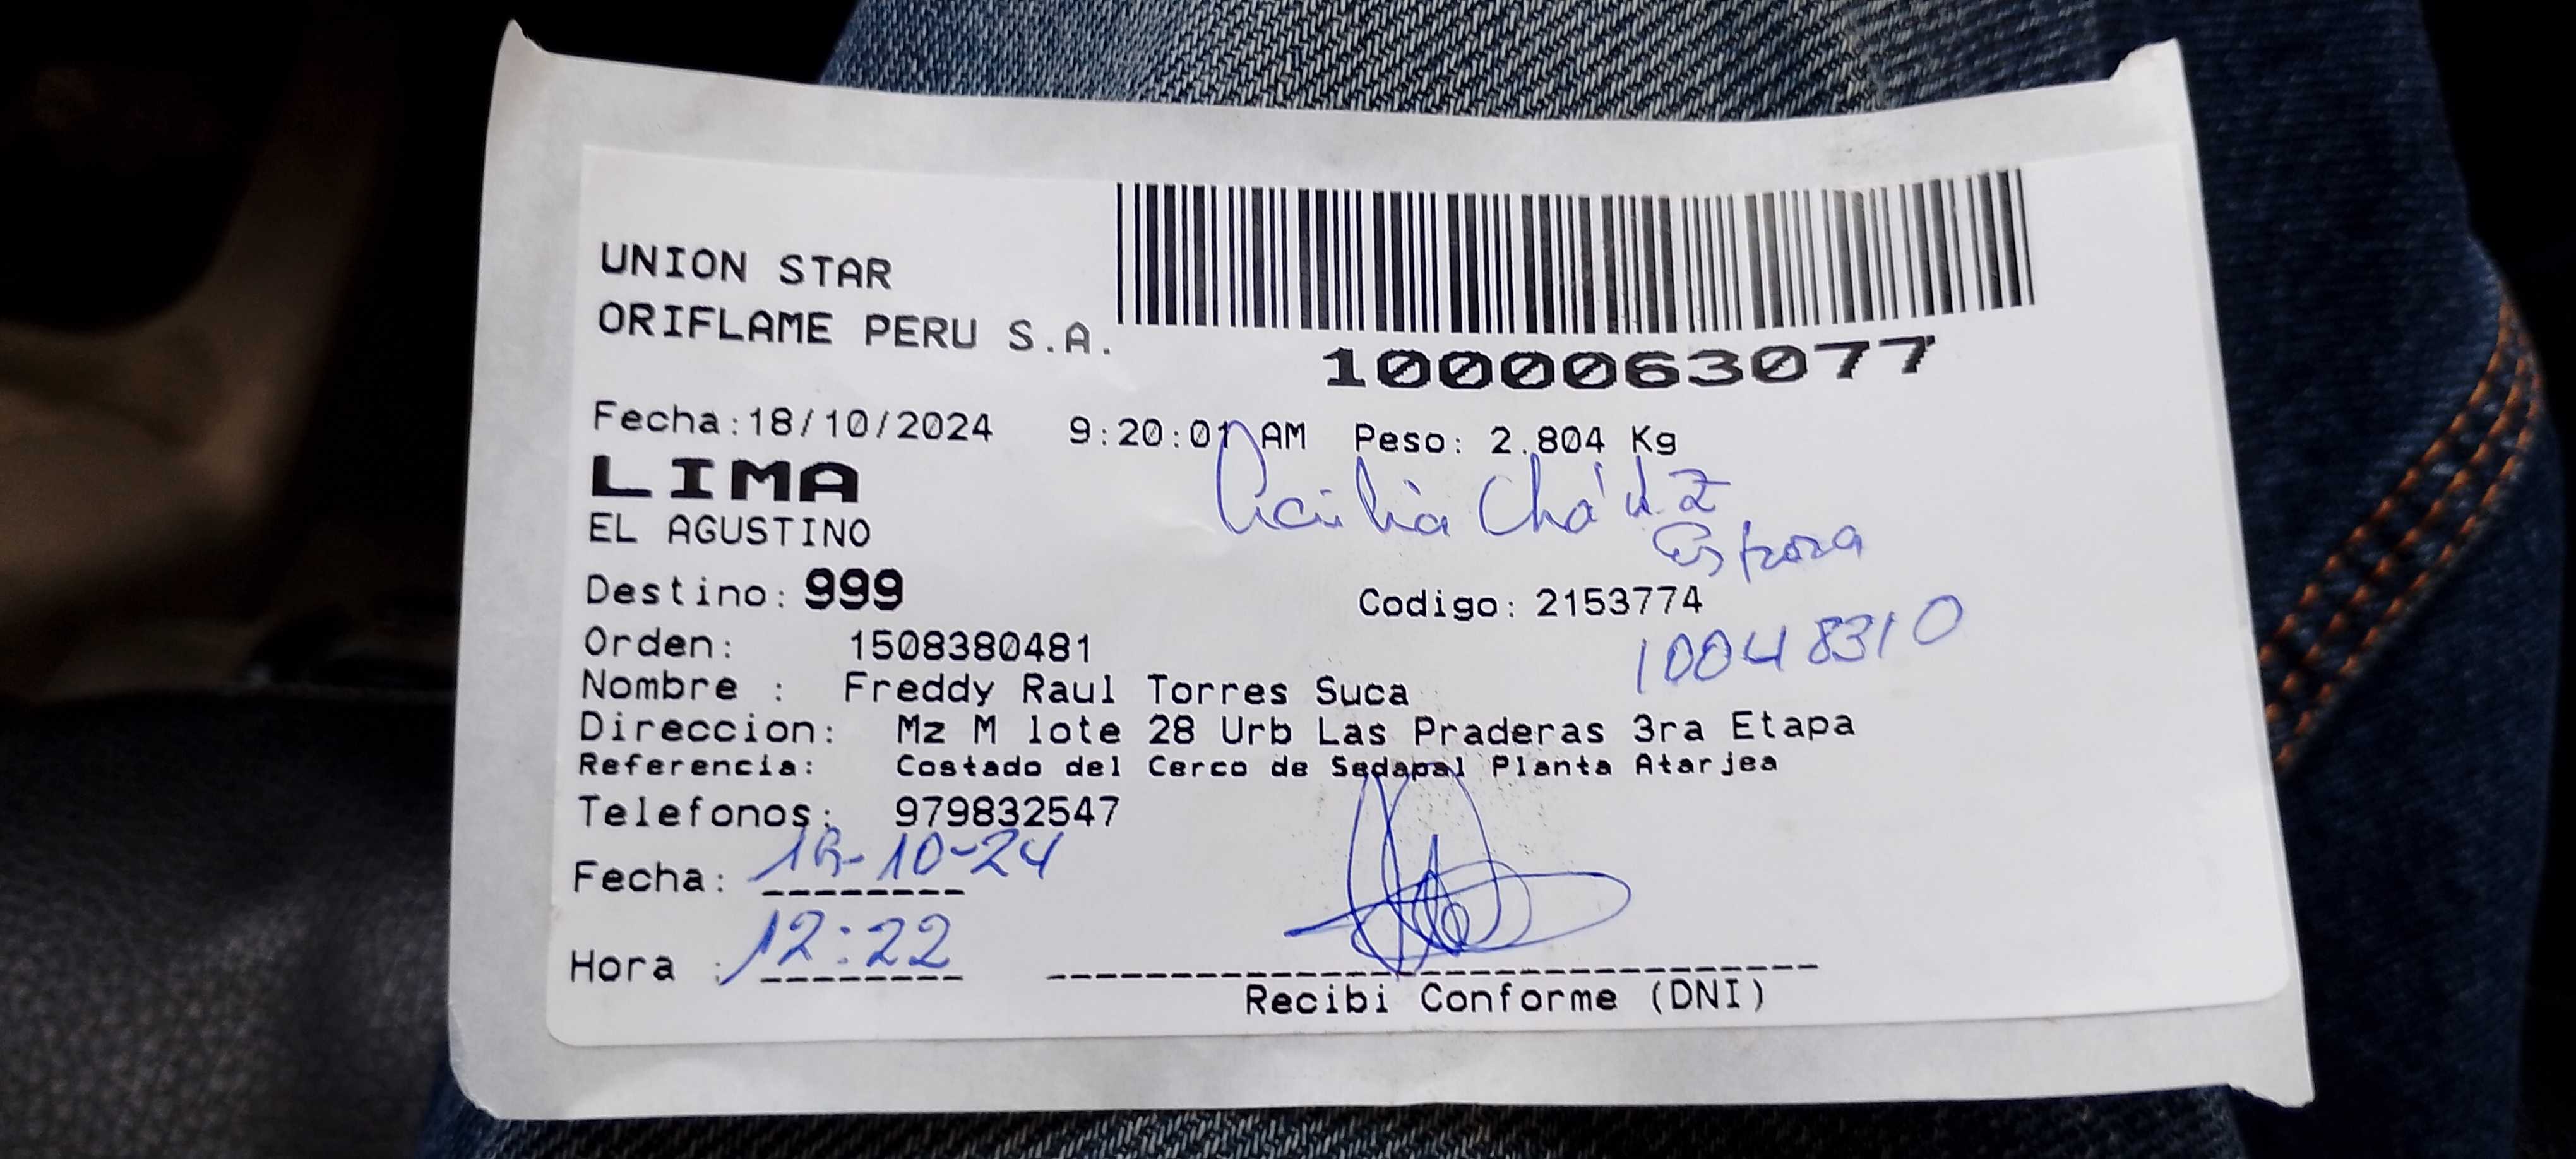 UNION STAR
ORIFLAME PERU S.A.
1000063077
Fecha:18/10/2024 9:20:01 AM Peso: 2.804 Kg
LIMA
Cecilia Chávez
EL AGUSTINO
Esposa
Destino: 999 Codigo: 2153774
Orden: 1508380481
10048310
Nombre : Freddy Raul Torres Suca
Direccion: Mz M lote 28 Urb Las Praderas 3ra Etapa
Referencia: Costado del Cerco de Sedapal Planta Atarjea
Telefonos: 979832547
Fecha: -10-24
Hora : 12:22
Recibi Conforme (DNI)